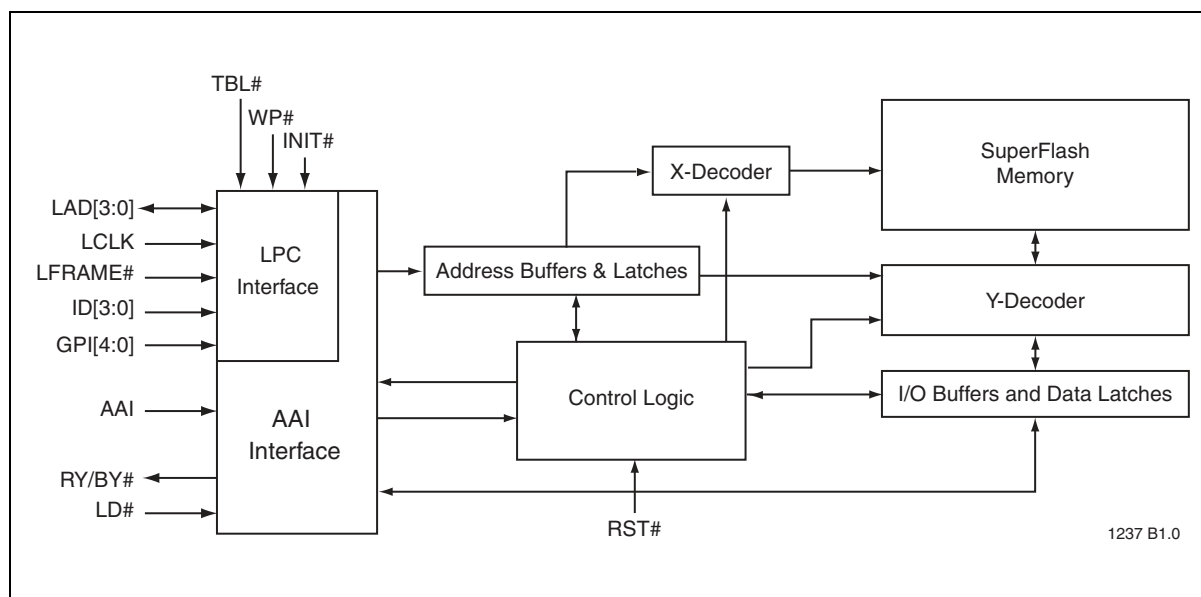 TBL#
WP#
INIT#
LAD[3:0]
LCLK
LFRAME#
ID[3:0]
GPI[4:0]
AAI
RY/BY#
LD#
LPC
Interface
AAI
Interface
Address Buffers & Latches
X-Decoder
SuperFlash
Memory
Y-Decoder
Control Logic
I/O Buffers and Data Latches
RST#
1237 B1.0